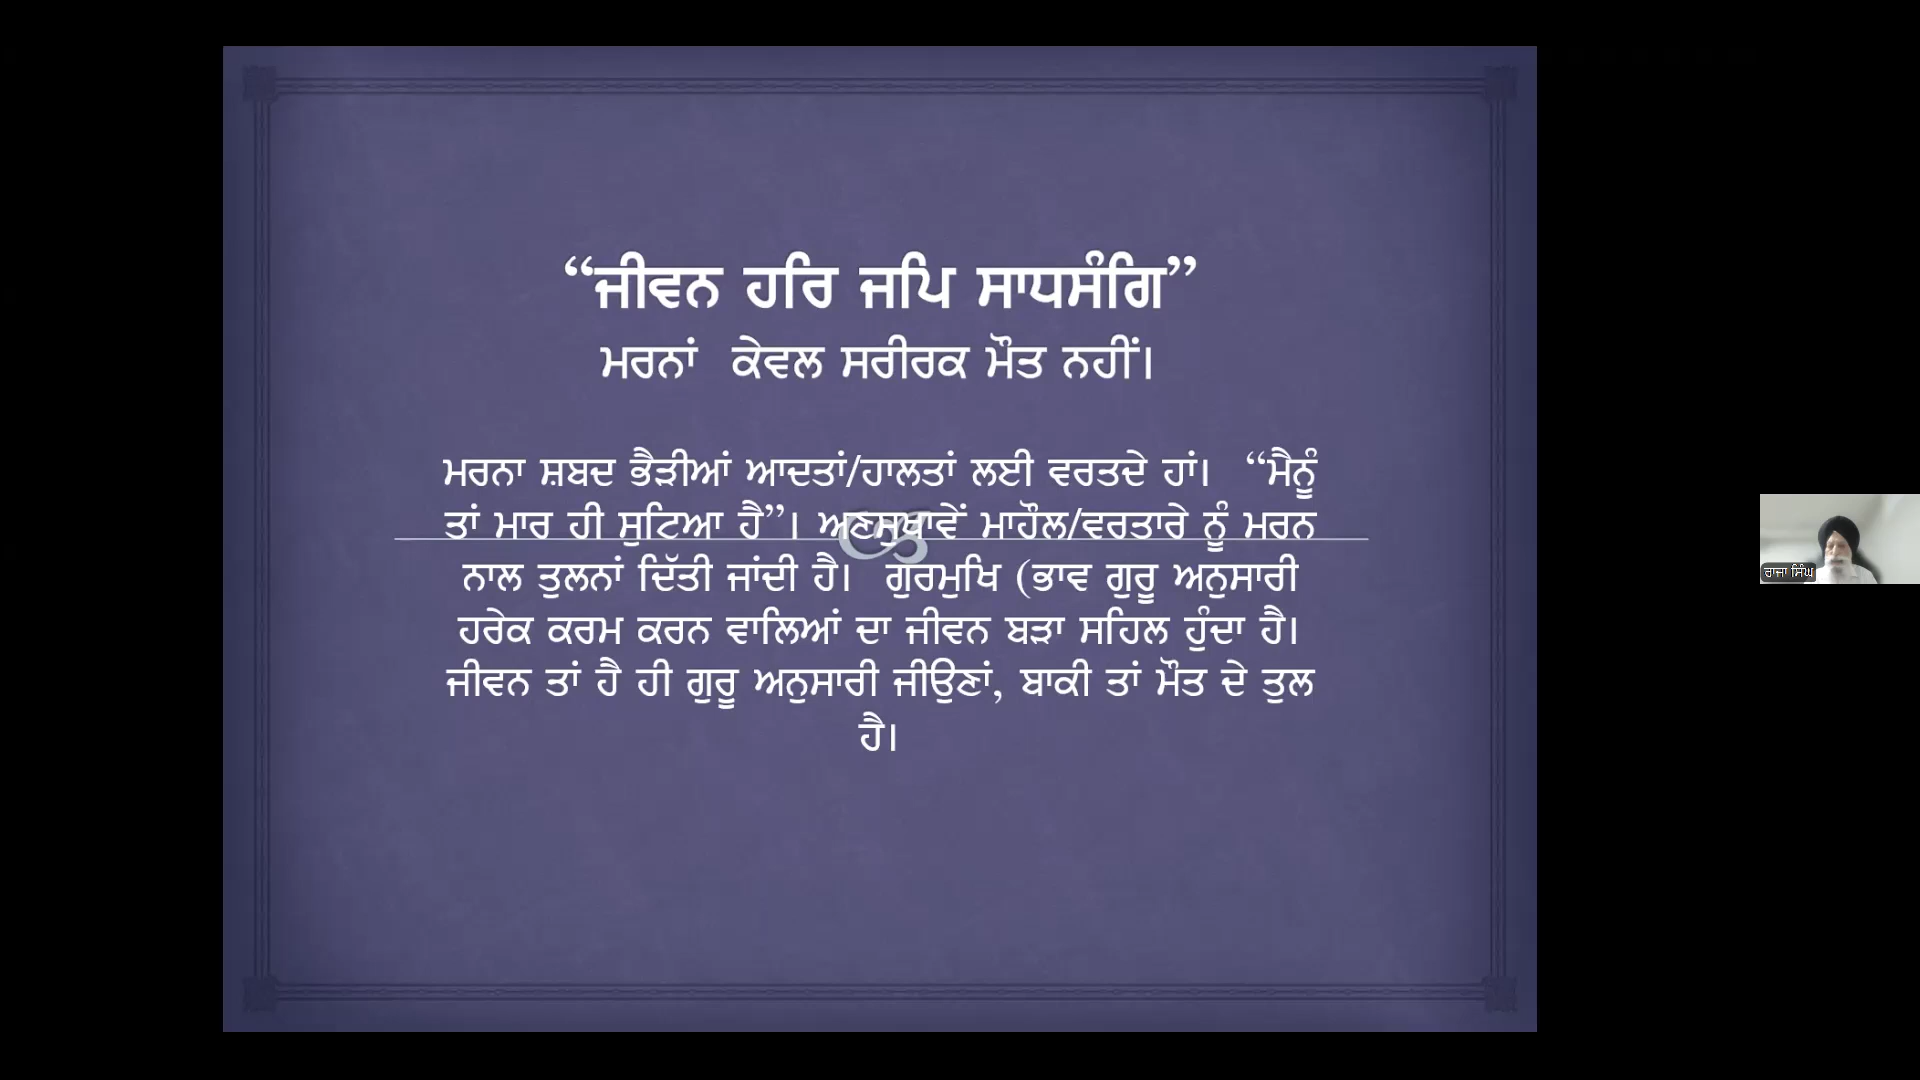 “ਜੀਵਨ ਹਰਿ ਜਪਿ ਸਾਧਸੰਗਿ”
ਮਰਨਾਂ  ਕੇਵਲ ਸਰੀਰਕ ਮੌਤ ਨਹੀਂ।
ਮਰਨਾ ਸ਼ਬਦ ਭੈੜੀਆਂ ਆਦਤਾਂ/ਹਾਲਤਾਂ ਲਈ ਵਰਤਦੇ ਹਾਂ।  “ਮੈਨੂੰ
ਤਾਂ ਮਾਰ ਹੀ ਸੁਟਿਆ ਹੈ”। ਅਣਸੁਖਾਵੇਂ ਮਾਹੌਲ/ਵਰਤਾਰੇ ਨੂੰ ਮਰਨ
ਨਾਲ ਤੁਲਨਾਂ ਦਿੱਤੀ ਜਾਂਦੀ ਹੈ।  ਗੁਰਮੁਖਿ (ਭਾਵ ਗੁਰੂ ਅਨੁਸਾਰੀ
ਹਰੇਕ ਕਰਮ ਕਰਨ ਵਾਲਿਆਂ ਦਾ ਜੀਵਨ ਬੜਾ ਸਹਿਲ ਹੁੰਦਾ ਹੈ।
ਜੀਵਨ ਤਾਂ ਹੈ ਹੀ ਗੁਰੂ ਅਨੁਸਾਰੀ ਜੀਉਣਾਂ, ਬਾਕੀ ਤਾਂ ਮੌਤ ਦੇ ਤੁਲ
ਹੈ।
ਰਾਜਾ ਸਿੰਘ